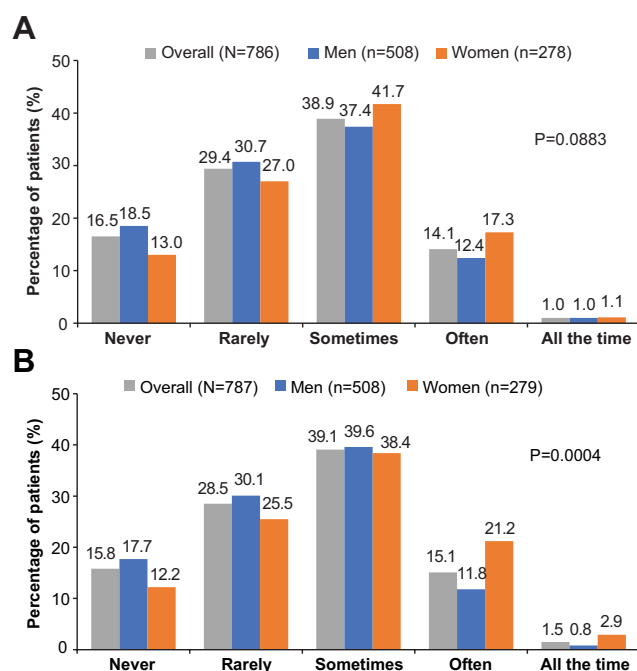 A
Overall (N=786) Men (n=508) Women (n=278)
Percentage of patients (%)
50
40
30
20
10
0
16.5 18.5 13.0
29.4 30.7 27.0
38.9 37.4 41.7
14.1 12.4 17.3
1.0 1.0 1.1
P=0.0883
Never Rarely Sometimes Often All the time
B
Overall (N=787) Men (n=508) Women (n=279)
Percentage of patients (%)
50
40
30
20
10
0
15.8 17.7 12.2
28.5 30.1 25.5
39.1 39.6 38.4
15.1 11.8 21.2
1.5 0.8 2.9
P=0.0004
Never Rarely Sometimes Often All the time